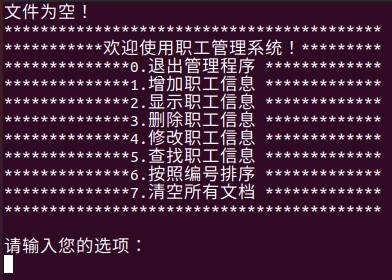 文件为空！
******************************************
***********欢迎使用职工管理系统！*********
**************0.退出管理程序 *************
**************1.增加职工信息 *************
**************2.显示职工信息 *************
**************3.删除职工信息 *************
**************4.修改职工信息 *************
**************5.查找职工信息 *************
**************6.按照编号排序 *************
**************7.清空所有文档 *************
******************************************
请输入您的选项：